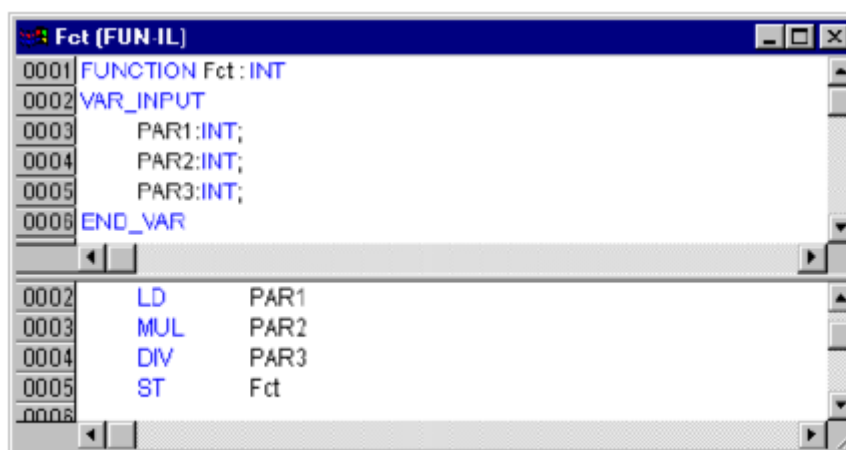 Fct (FUN-IL)
0001 FUNCTION Fct : INT
0002 VAR_INPUT
0003 PAR1:INT;
0004 PAR2:INT;
0005 PAR3:INT;
0006 END_VAR
0002 LD PAR1
0003 MUL PAR2
0004 DIV PAR3
0005 ST Fct
0006